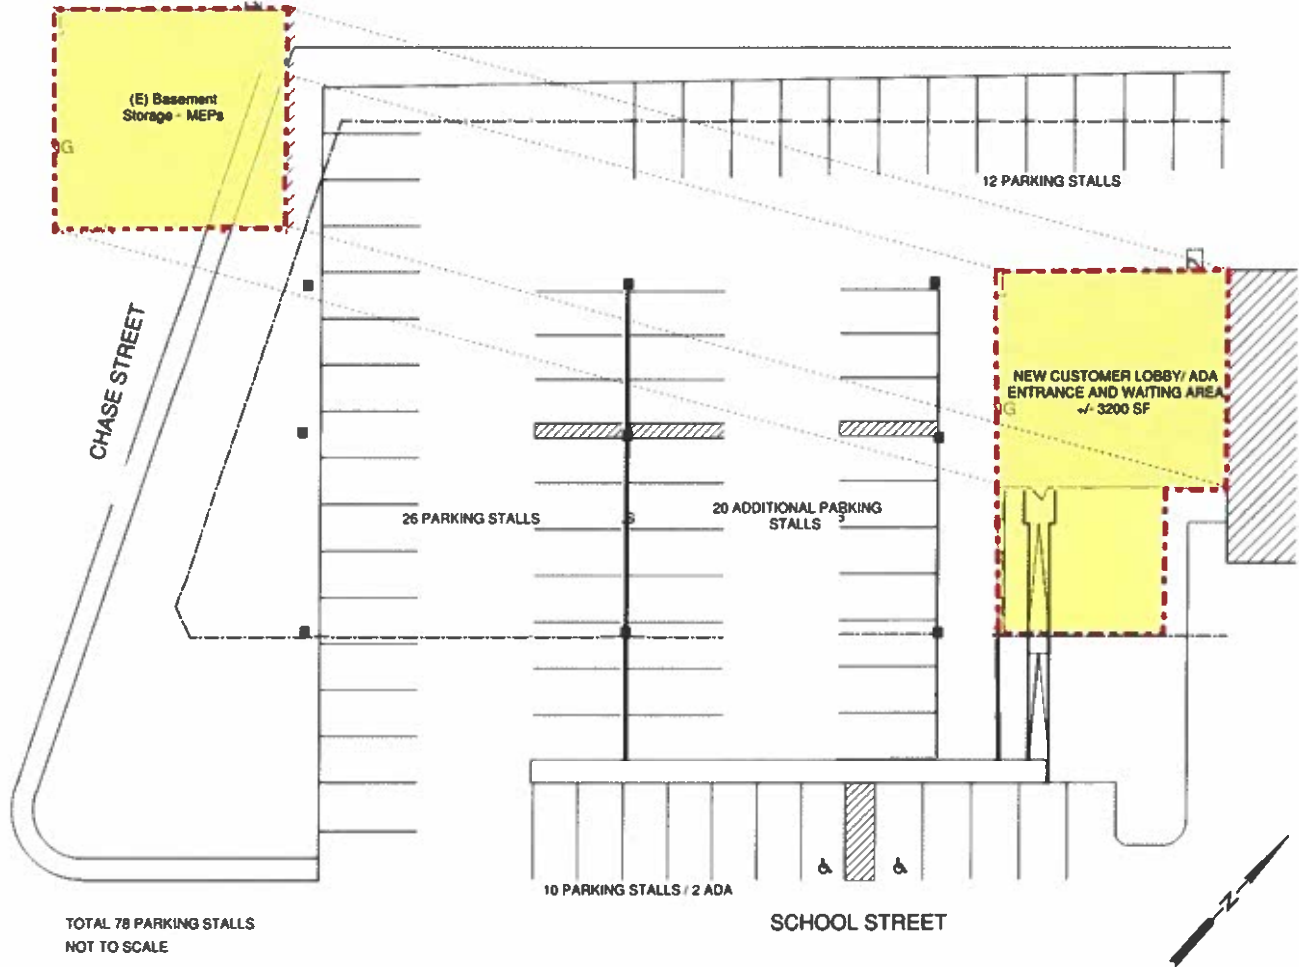 (E) Basement
Storage - MEPs
G
12 PARKING STALLS
CHASE STREET
NEW CUSTOMER LOBBY/ ADA
ENTRANCE AND WAITING AREA
+/- 3200 SF
G
26 PARKING STALLS
S
20 ADDITIONAL PARKING
STALLS
S
10 PARKING STALLS / 2 ADA
SCHOOL STREET
N
TOTAL 78 PARKING STALLS
NOT TO SCALE